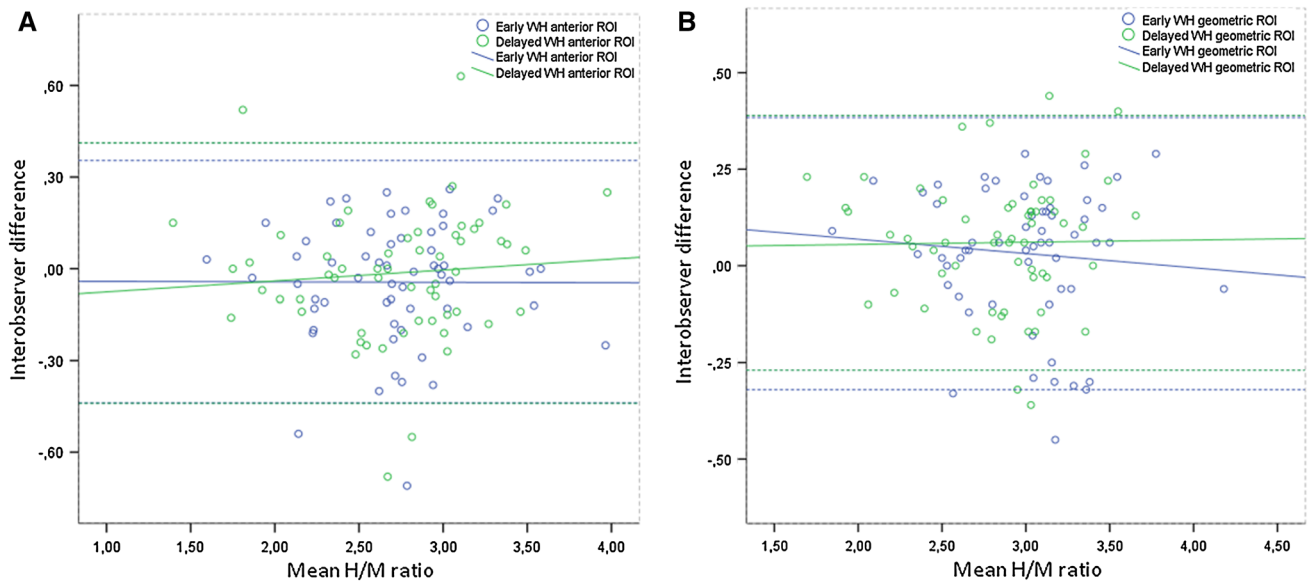 A
Early WH anterior ROI
Delayed WH anterior ROI
Early WH anterior ROI
Delayed WH anterior ROI
Interobserver difference
,60
,30
,00
-,30
-,60
1,00 1,50 2,00 2,50 3,00 3,50 4,00
Mean H/M ratio
B
Early WH geometric ROI
Delayed WH geometric ROI
Early WH geometric ROI
Delayed WH geometric ROI
Interobserver difference
,50
,25
,00
-,25
-,50
1,50 2,00 2,50 3,00 3,50 4,00 4,50
Mean H/M ratio